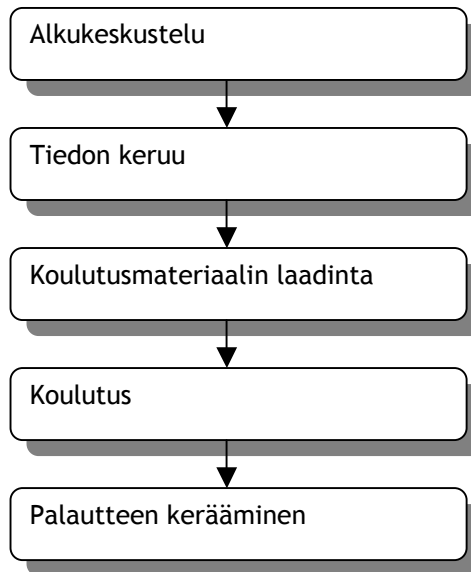 Alkukeskustelu
Tiedon keruu
Koulutusmateriaalin laadinta
Koulutus
Palautteen kerääminen